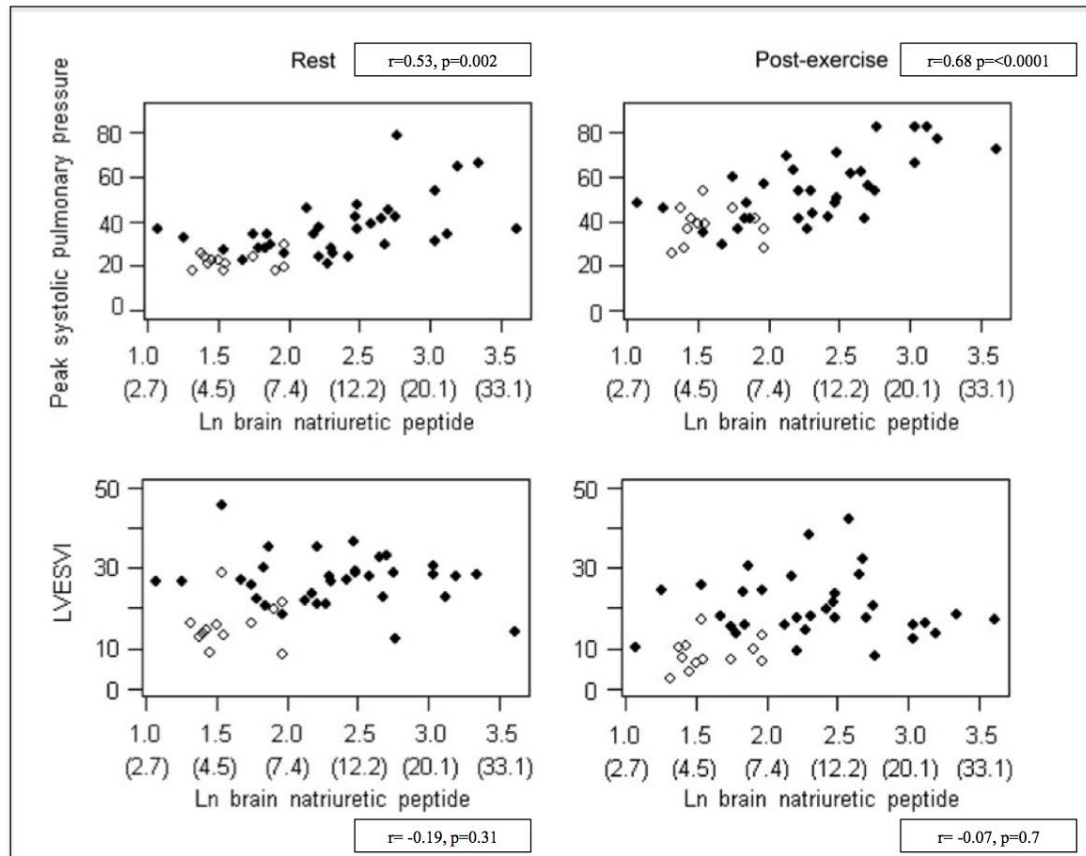 Rest r=0.53, p=0.002 Post-exercise r=0.68 p=<0.0001
Peak systolic pulmonary pressure
80 80
60 60
40 40
20 20
0 0
1.0 1.5 2.0 2.5 3.0 3.5 1.0 1.5 2.0 2.5 3.0 3.5
(2.7) (4.5) (7.4) (12.2) (20.1) (33.1) (2.7) (4.5) (7.4) (12.2) (20.1) (33.1)
Ln brain natriuretic peptide Ln brain natriuretic peptide
LVESVI
50 50
30 30
10 10
0 0
1.0 1.5 2.0 2.5 3.0 3.5 1.0 1.5 2.0 2.5 3.0 3.5
(2.7) (4.5) (7.4) (12.2) (20.1) (33.1) (2.7) (4.5) (7.4) (12.2) (20.1) (33.1)
Ln brain natriuretic peptide Ln brain natriuretic peptide
r= -0.19, p=0.31 r= -0.07, p=0.7